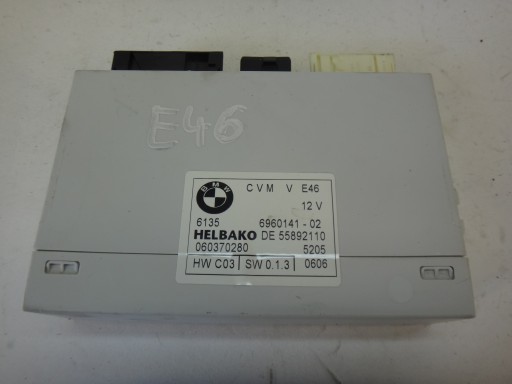 E46
BMW
CVM V E46
12 V
6135 6960141 - 02
HELBAKO DE 55892110
060370280 5205
HW C03 SW 0.1.3 0606